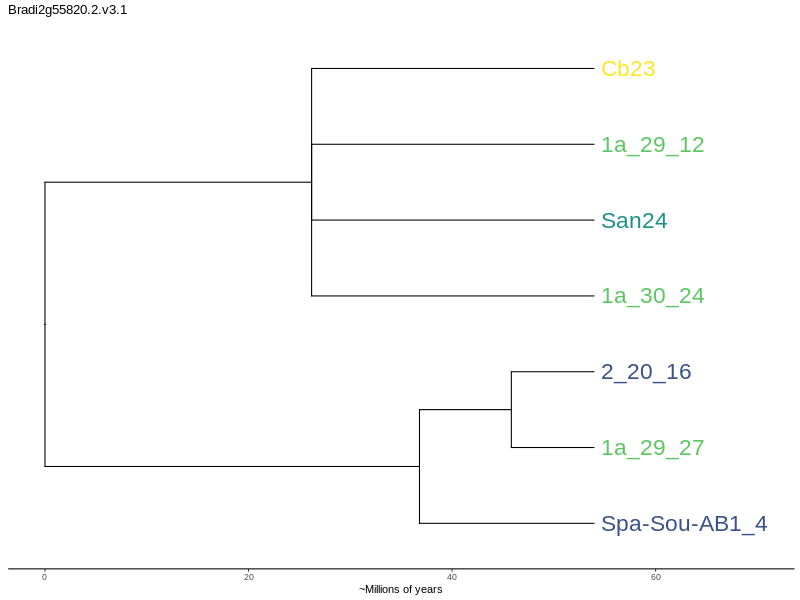 Bradi2g55820.2.v3.1
Cb23
1a_29_12
San24
1a_30_24
2_20_16
1a_29_27
Spa-Sou-AB1_4
0 20 40 60
~Millions of years